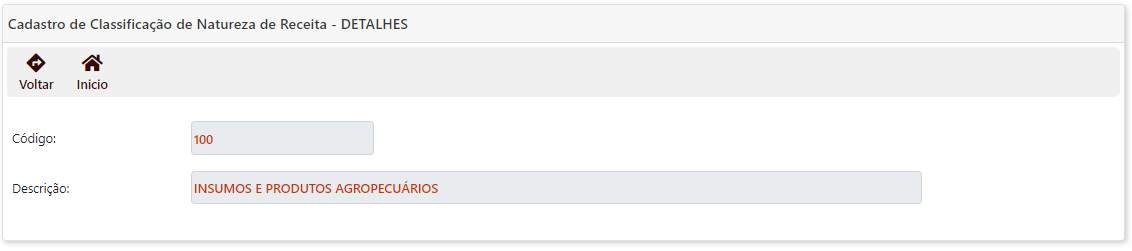 Cadastro de Classificação de Natureza de Receita - DETALHES
Voltar Inicio
Código: 100
Descrição: INSUMOS E PRODUTOS AGROPECUÁRIOS